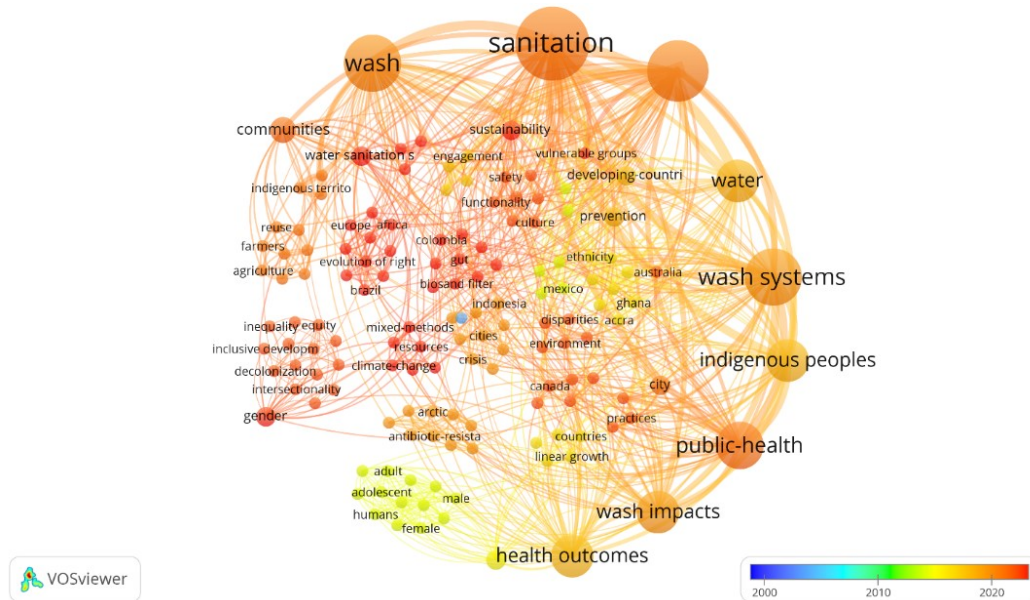 sanitation
wash
communities
sustainability
water sanitation s
engagement
vulnerable groups
developing-countri
safety
water
indigenous territo
functionality
prevention
culture
reuse
europe
africa
farmers
colombia
ethnicity
evolution of right
gut
agriculture
australia
wash systems
brazil
biosand filter
mexico
indonesia
ghana
inequality
equity
mixed-methods
disparities
accra
cities
resources
environment
inclusive developm
crisis
climate-change
indigenous peoples
decolonization
intersectionality
canada
city
gender
arctic
practices
antibiotic-resista
countries
public-health
linear growth
adult
adolescent
male
humans
wash impacts
female
health outcomes
VOSviewer
2000
2010
2020